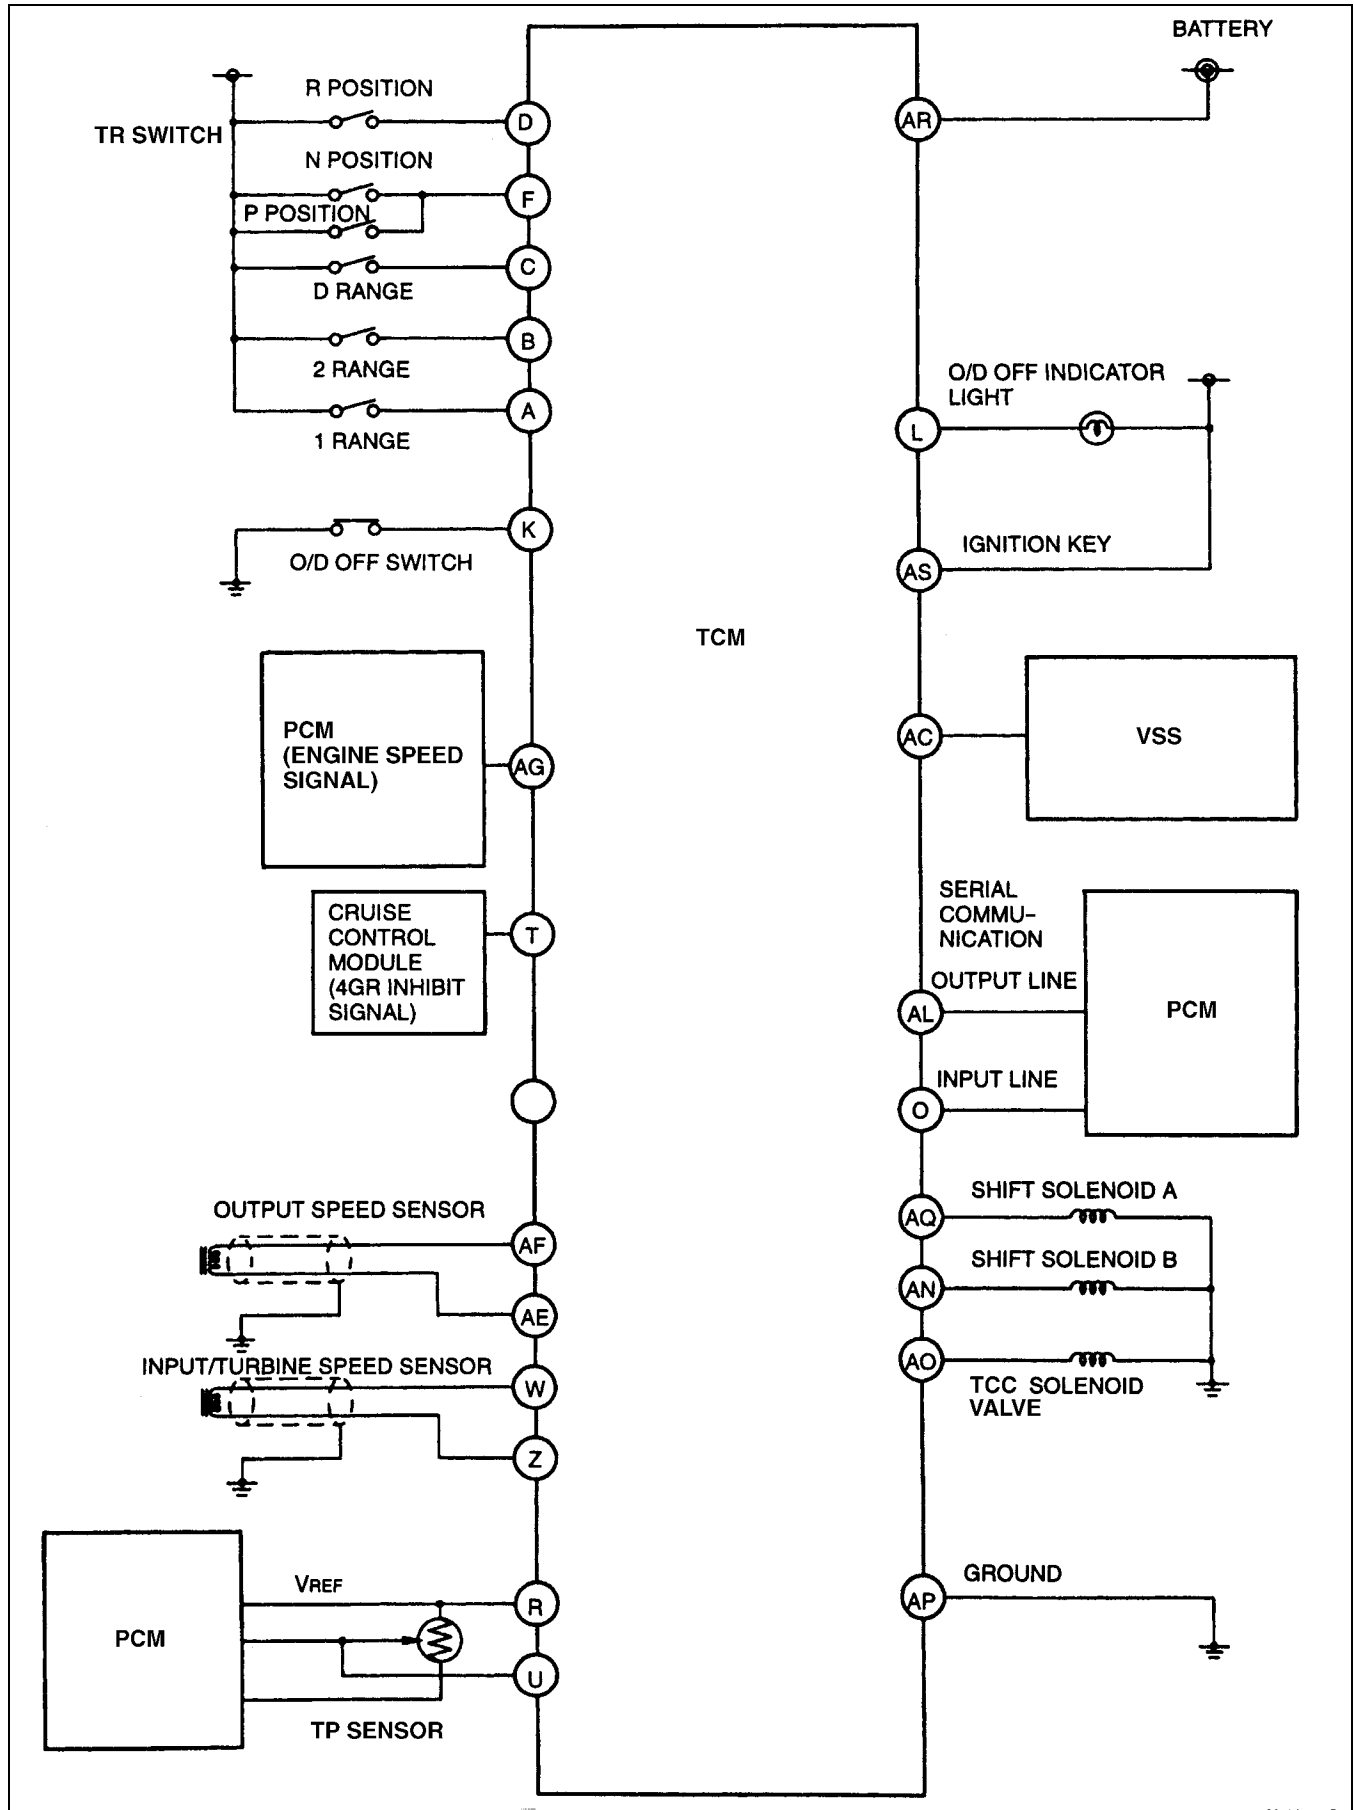 BATTERY
R POSITION
TR SWITCH
D
AR
N POSITION
F
P POSITION
C
D RANGE
B
2 RANGE
A
1 RANGE
O/D OFF INDICATOR
LIGHT
L
K
O/D OFF SWITCH
IGNITION KEY
AS
TCM
PCM
(ENGINE SPEED
SIGNAL)
AG
AC
VSS
CRUISE
CONTROL
MODULE
(4GR INHIBIT
SIGNAL)
T
SERIAL
COMMU-
NICATION
OUTPUT LINE
AL
PCM
INPUT LINE
O
OUTPUT SPEED SENSOR
AF
AE
SHIFT SOLENOID A
AQ
SHIFT SOLENOID B
AN
AO
TCC SOLENOID
VALVE
INPUT/TURBINE SPEED SENSOR
W
Z
PCM
VREF
R
U
TP SENSOR
GROUND
AP